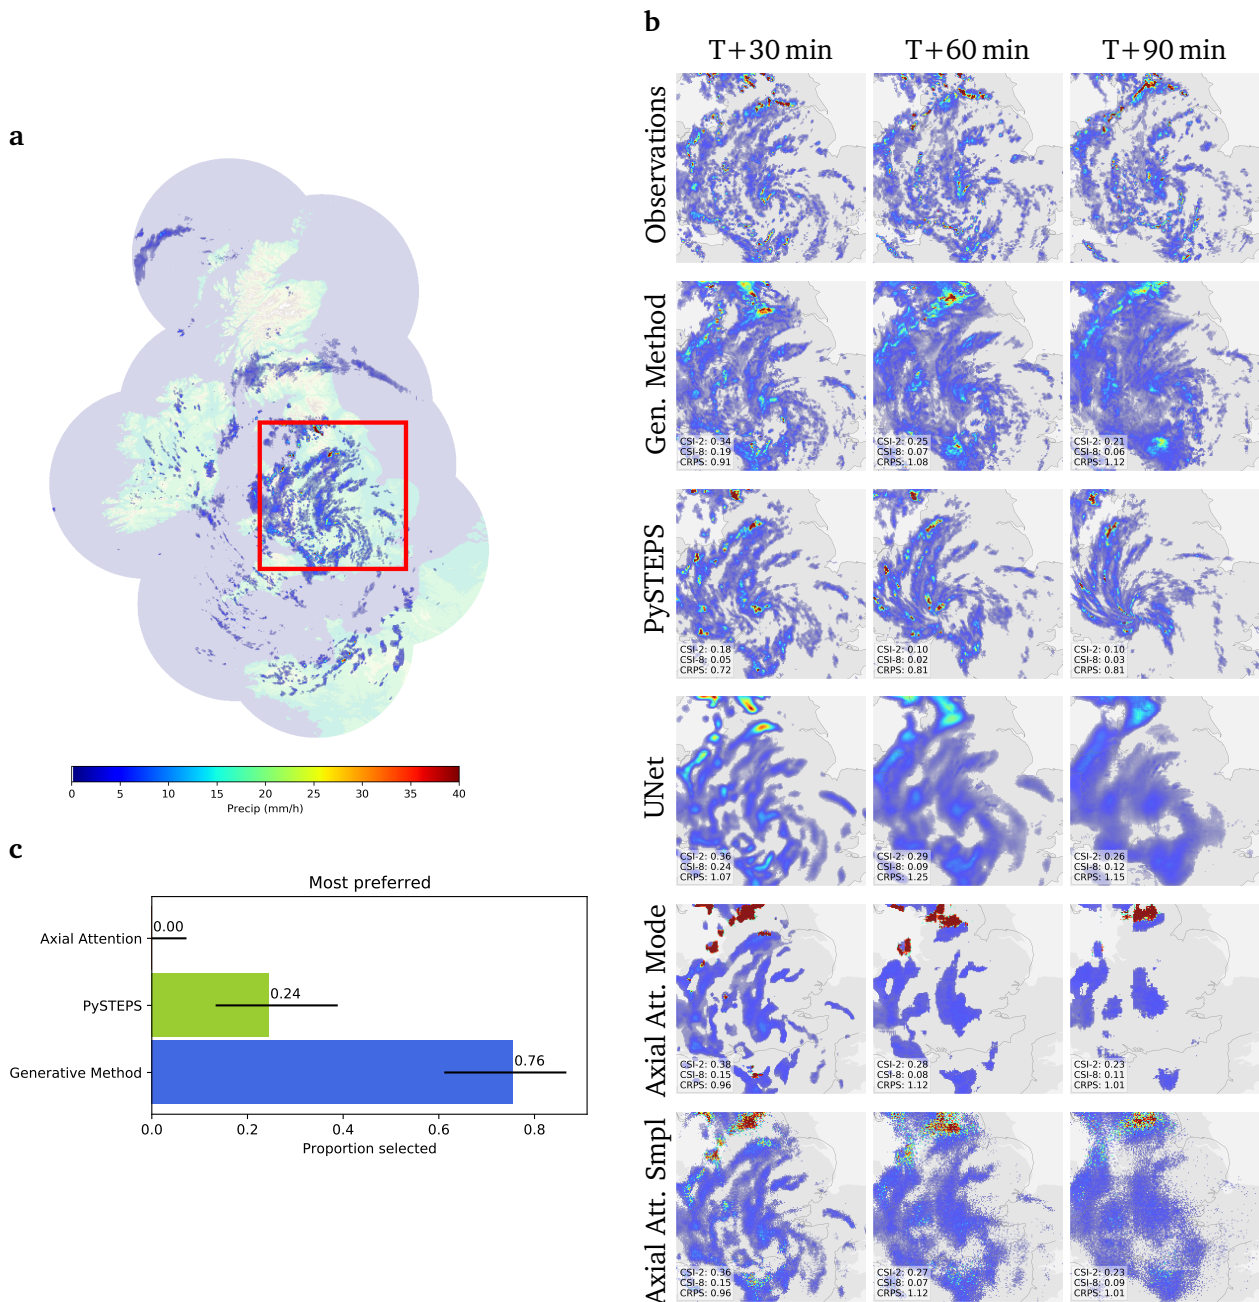 a
0 5 10 15 20 25 30 35 40
Precip (mm/h)
c
Most preferred
Axial Attention 0.00
PySTEPS 0.24
Generative Method 0.76
0.0 0.2 0.4 0.6 0.8
Proportion selected
b
T+30 min T+60 min T+90 min
Observations
Gen. Method
CSI-2: 0.34
CSI-8: 0.19
CRPS: 0.91
CSI-2: 0.25
CSI-8: 0.07
CRPS: 1.08
CSI-2: 0.21
CSI-8: 0.06
CRPS: 1.12
PySTEPS
CSI-2: 0.18
CSI-8: 0.05
CRPS: 0.72
CSI-2: 0.10
CSI-8: 0.02
CRPS: 0.81
CSI-2: 0.10
CSI-8: 0.03
CRPS: 0.81
UNet
CSI-2: 0.36
CSI-8: 0.24
CRPS: 1.07
CSI-2: 0.29
CSI-8: 0.09
CRPS: 1.25
CSI-2: 0.26
CSI-8: 0.12
CRPS: 1.15
Axial Att. Mode
CSI-2: 0.38
CSI-8: 0.15
CRPS: 0.96
CSI-2: 0.28
CSI-8: 0.08
CRPS: 1.12
CSI-2: 0.23
CSI-8: 0.11
CRPS: 1.01
Axial Att. Smpl
CSI-2: 0.36
CSI-8: 0.15
CRPS: 0.96
CSI-2: 0.27
CSI-8: 0.07
CRPS: 1.12
CSI-2: 0.23
CSI-8: 0.09
CRPS: 1.01